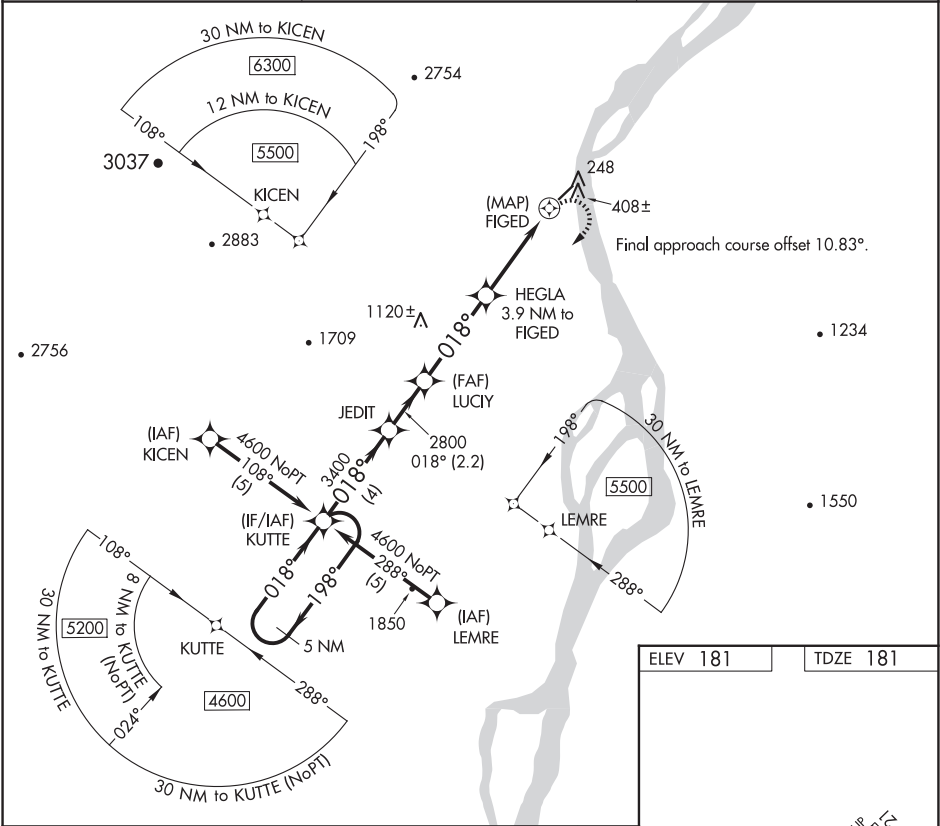 30 NM to KICEN
6300
12 NM to KICEN
5500
108°
198°
KICEN
2754
3037
2883
248
(MAP)
FIGED
408±
Final approach course offset 10.83°.
HEGLA
3.9 NM to
FIGED
1120±
018°
1709
2756
1234
(FAF)
LUCIY
JEDIT
2800
018° (2.2)
(IAF)
KICEN
4600 NoPT
108°
(5)
3400
018°
(4)
(IF/IAF)
KUTTE
4600 NoPT
288°
(5)
1850
(IAF)
LEMRE
018°
198°
5 NM
198°
30 NM to LEMRE
5500
LEMRE
288°
1550
108°
8 NM to KUTTE
(NoPT)
30 NM to KUTTE
5200
KUTTE
024°
4600
288°
30 NM to KUTTE (NoPT)
ELEV 181
TDZE 181
21